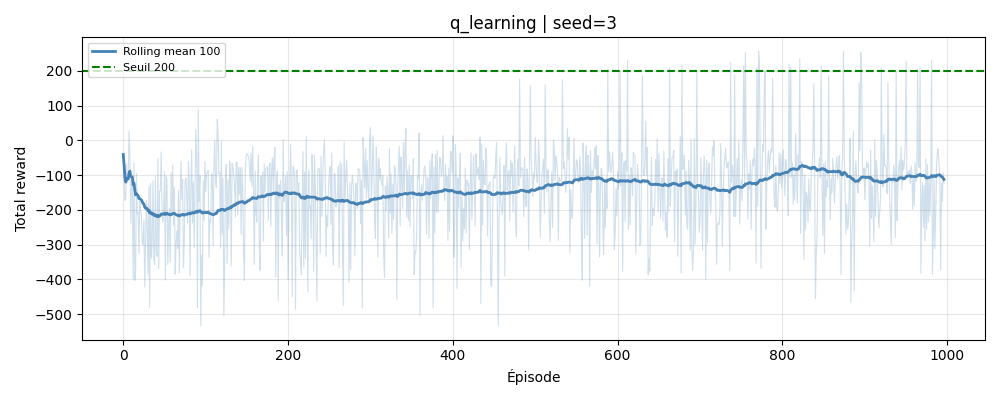 q_learning | seed=3
Rolling mean 100
Seuil 200
Total reward
200
100
0
−100
−200
−300
−400
−500
0 200 400 600 800 1000
Épisode